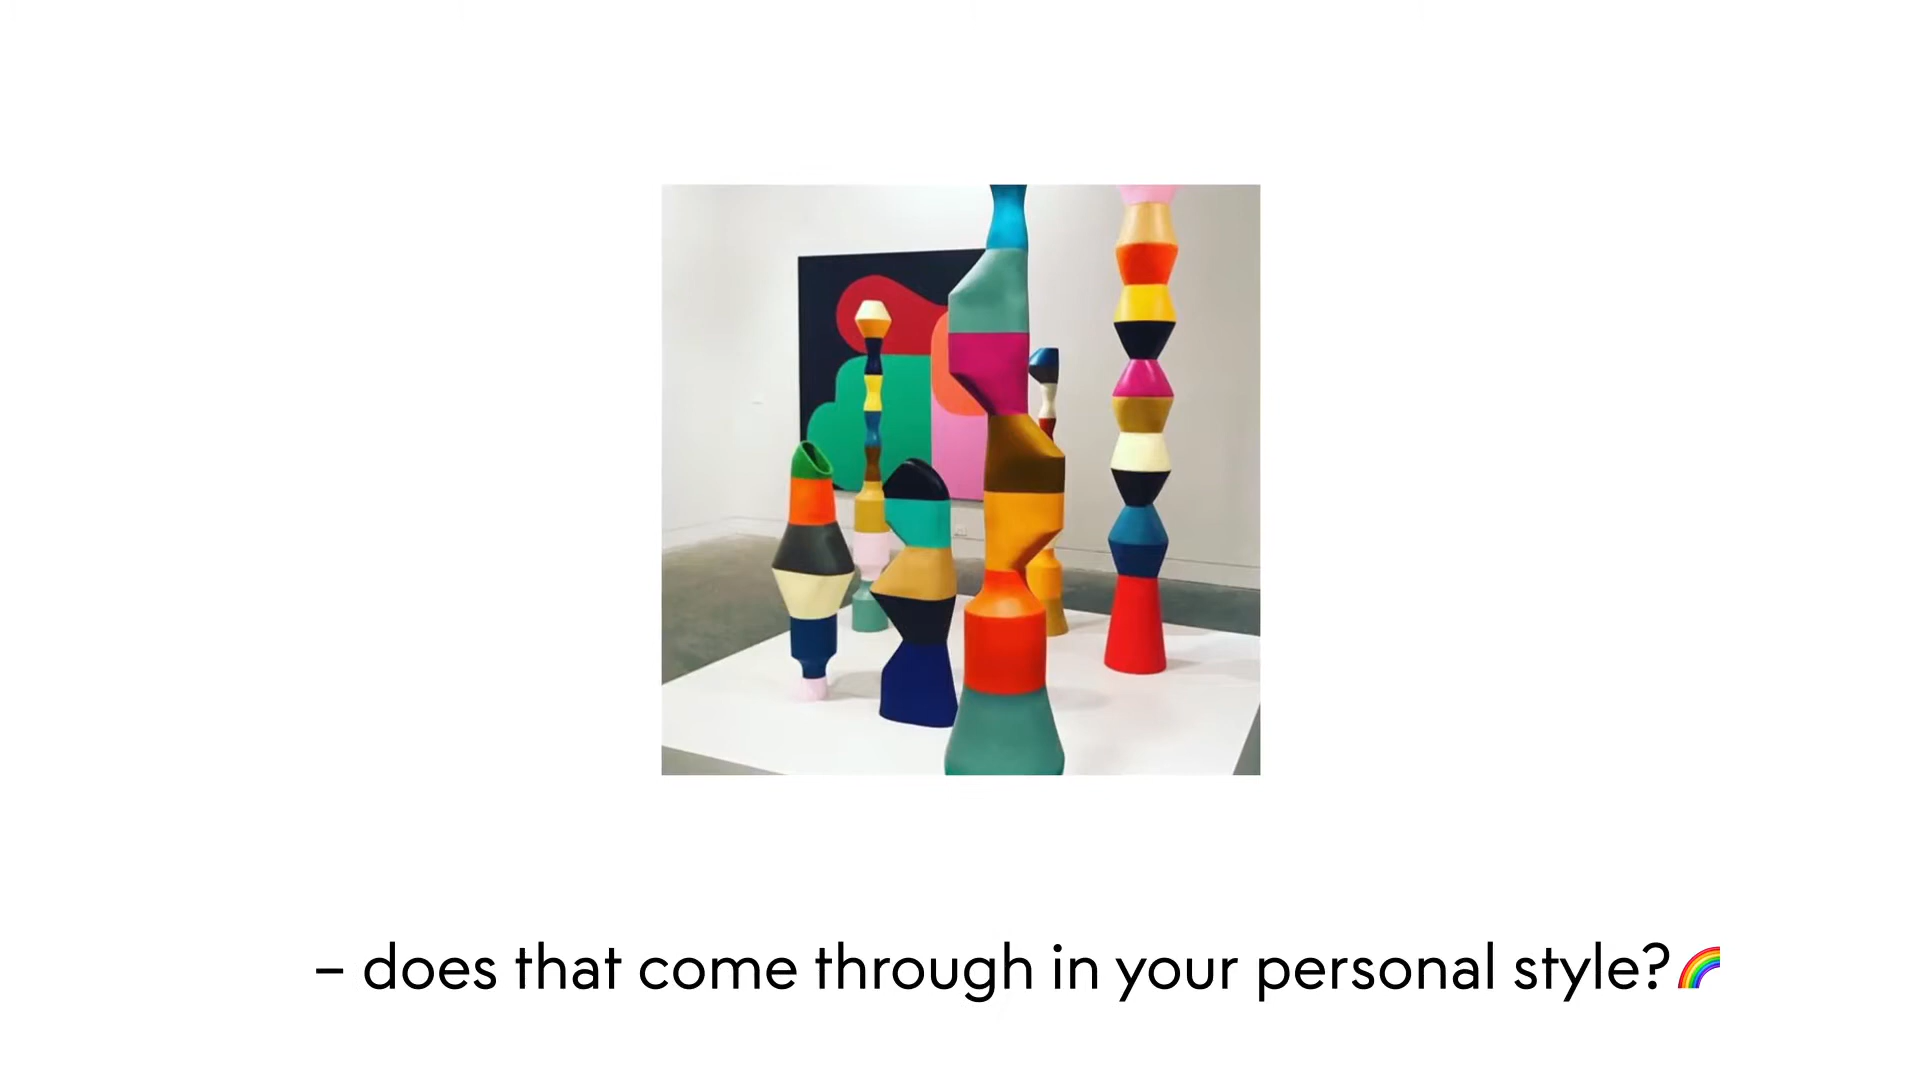 – does that come through in your personal style?🌈